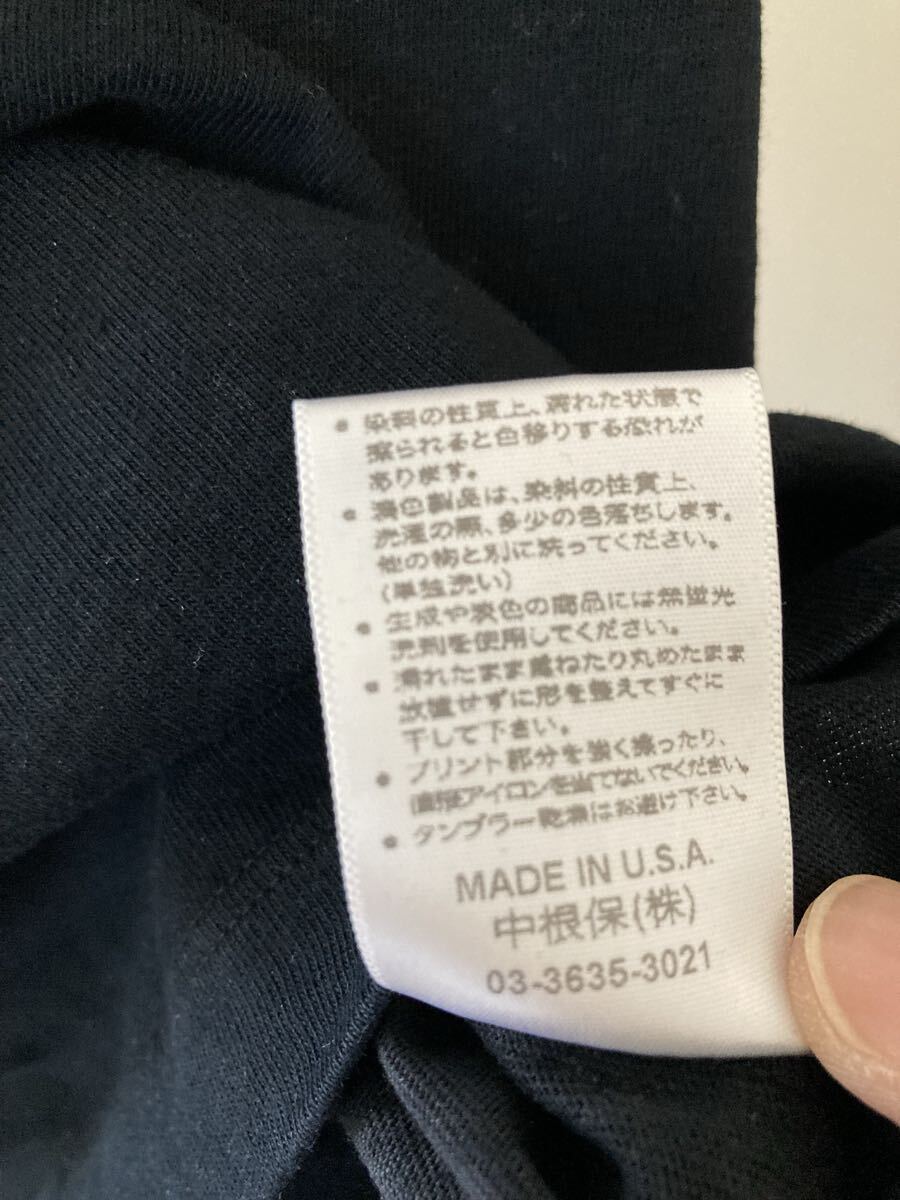 • 染料の性質上、濡れた状態で
擦られると色移りする恐れが
あります。
• 濃色製品は、染料の性質上、
洗濯の際、多少の色落ちします。
他の物と別に洗ってください。
(単独洗い)
• 生成や淡色の商品には無蛍光
洗剤を使用してください。
• 濡れたまま重ねたり丸めたまま
放置せずに形を整えてすぐに
干して下さい。
• プリント部分を強く擦ったり、
直接アイロンを当てないでください。
• タンブラー乾燥はお避け下さい。
MADE IN U.S.A.
中根保(株)
03-3635-3021